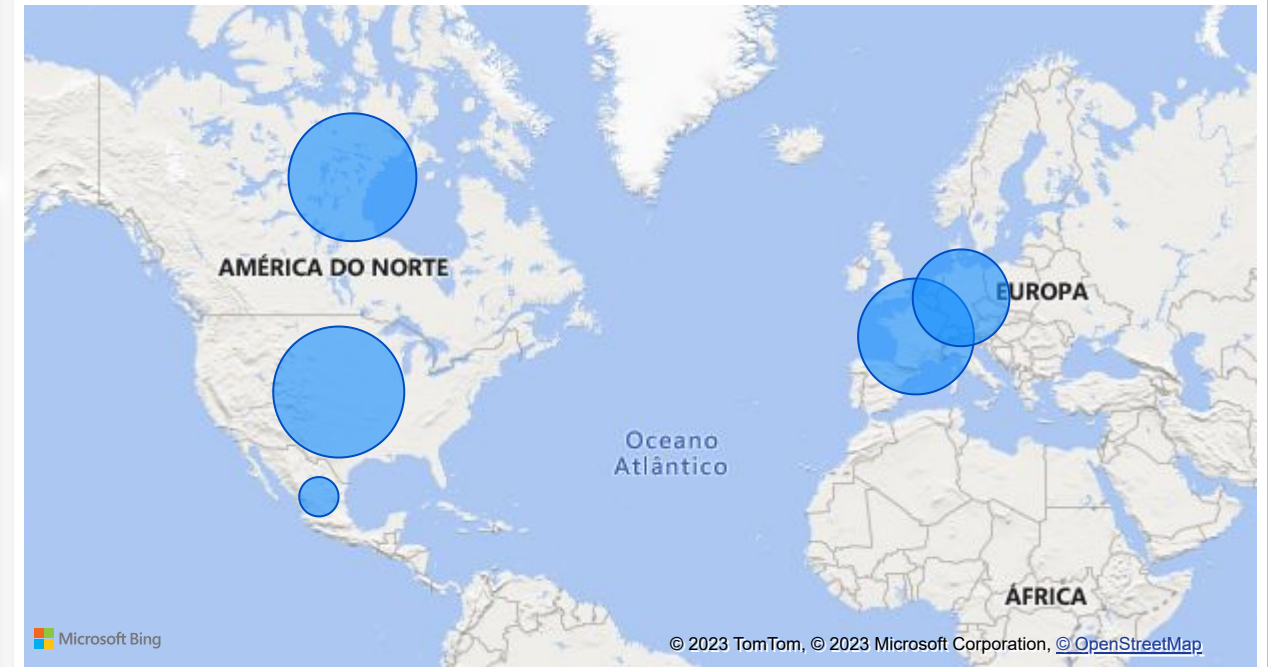 AMÉRICA DO NORTE
EUROPA
Oceano
Atlântico
ÁFRICA
Microsoft Bing
© 2023 TomTom, © 2023 Microsoft Corporation, © OpenStreetMap